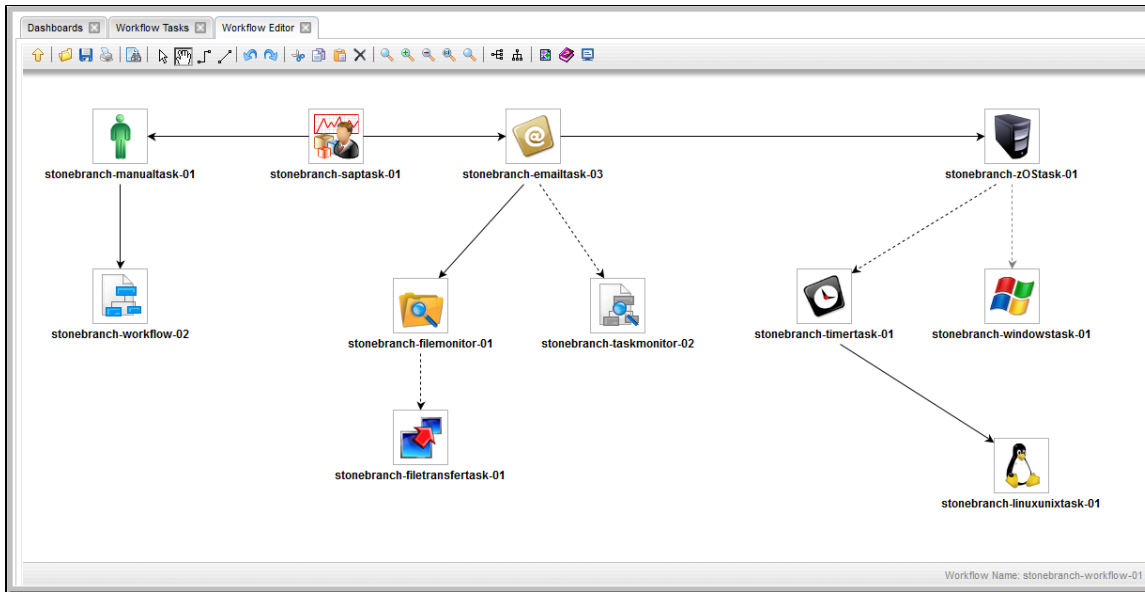 Dashboards
Workflow Tasks
Workflow Editor
stonebranch-manualtask-01
stonebranch-saptask-01
@
stonebranch-emailtask-03
stonebranch-zOStask-01
stonebranch-workflow-02
stonebranch-filemonitor-01
stonebranch-taskmonitor-02
stonebranch-timertask-01
stonebranch-windowstask-01
stonebranch-filetransfertask-01
stonebranch-linuxunixtask-01
Workflow Name: stonebranch-workflow-01